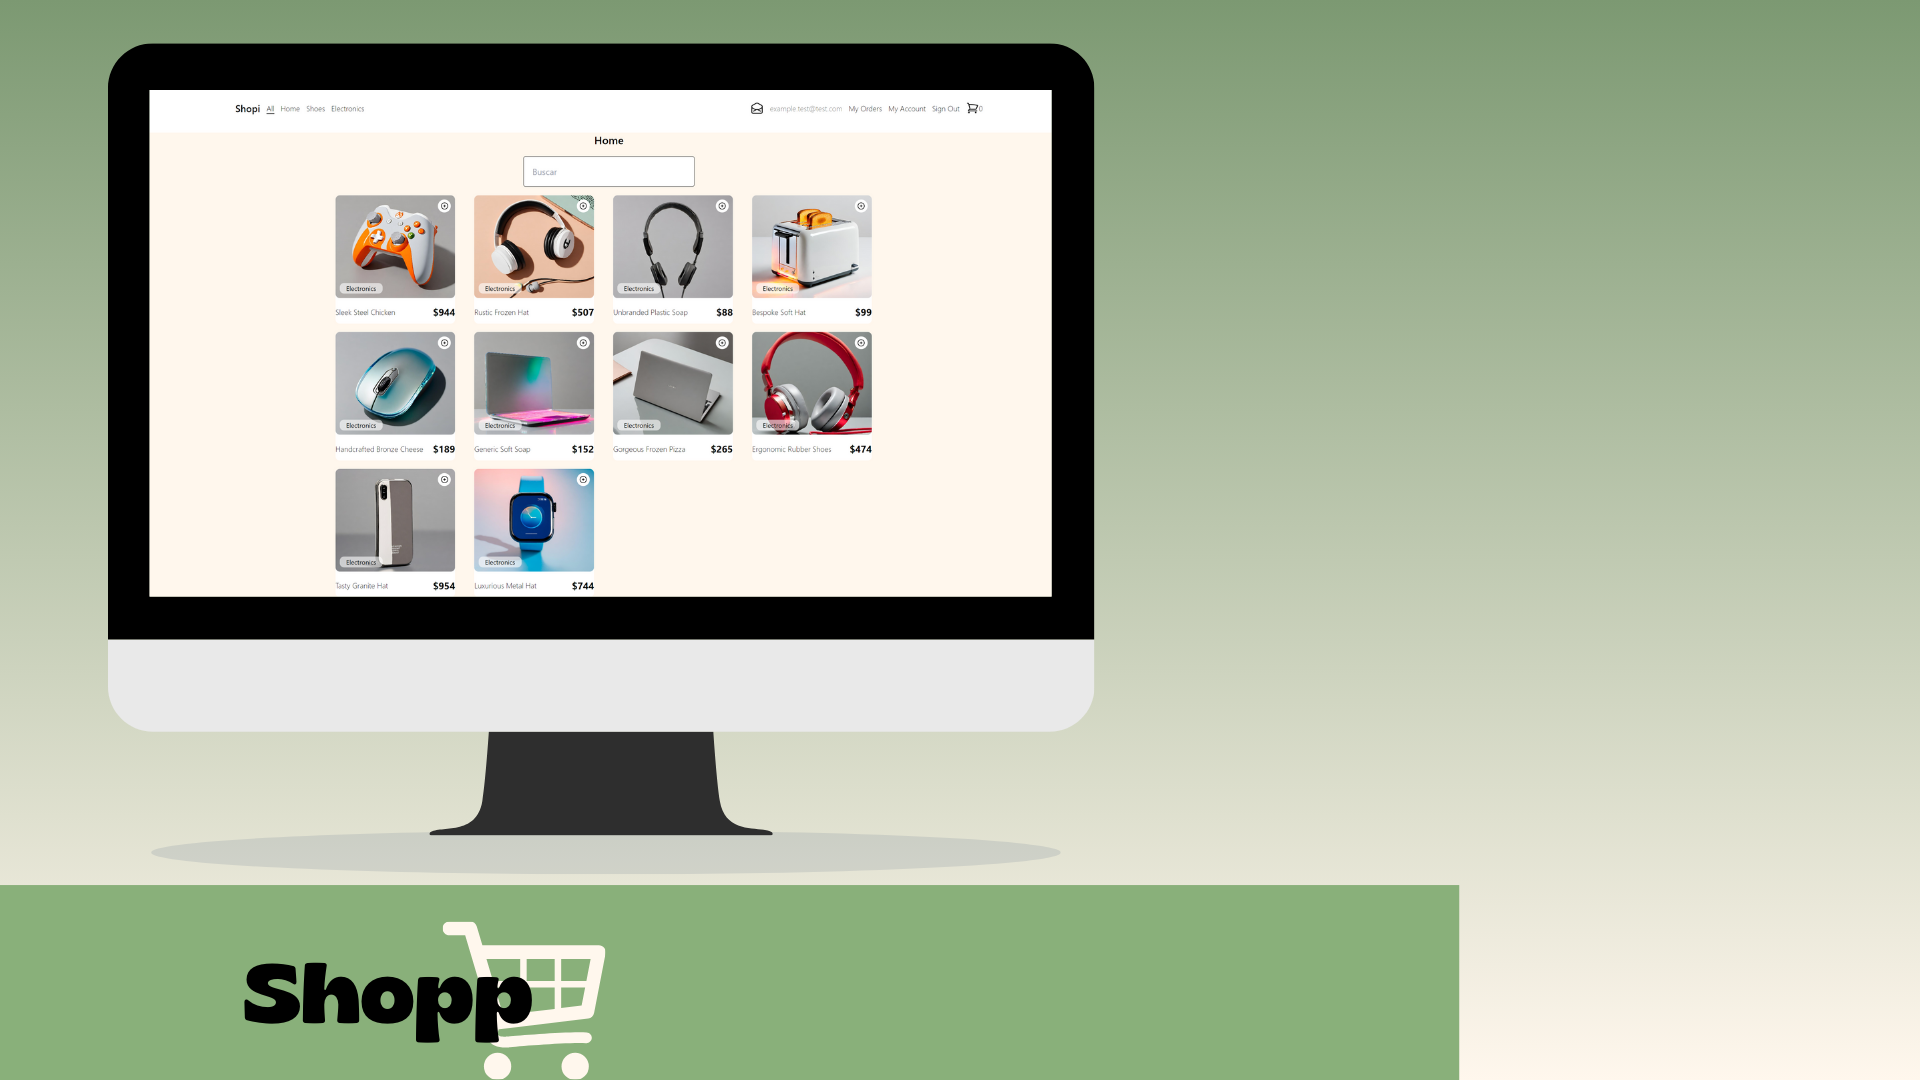 Shopi All Home Shoes Electronics example.test@test.com My Orders My Account Sign Out 0
Home
Buscar
Electronics Electronics Electronics Electronics
Sleek Steel Chicken $944 Rustic Frozen Hat $507 Unbranded Plastic Soap $88 Bespoke Soft Hat $99
Electronics Electronics Electronics Electronics
Handcrafted Bronze Cheese $189 Generic Soft Soap $152 Gorgeous Frozen Pizza $265 Ergonomic Rubber Shoes $474
Electronics Electronics
Tasty Granite Hat $954 Luxurious Metal Hat $744
Shopp